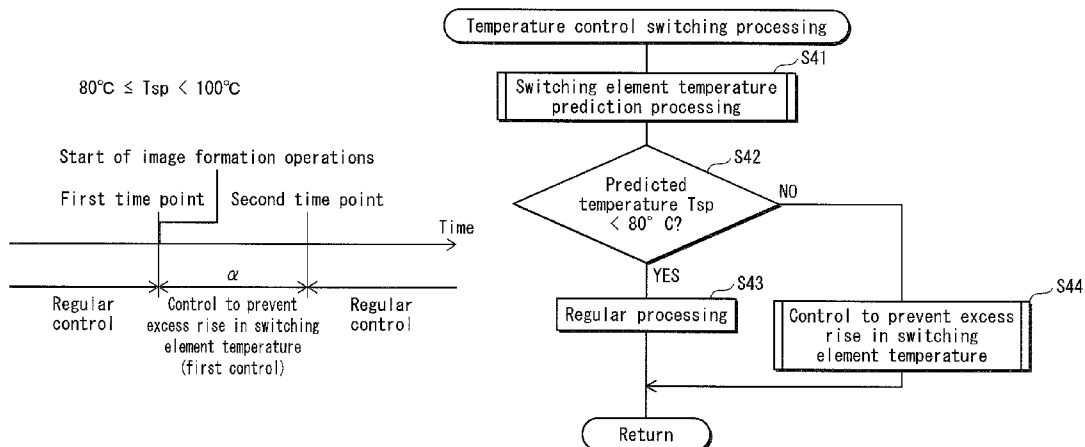 80℃ ≤ Tsp < 100℃
Start of image formation operations
First time point
Second time point
Time
α
Regular
control
Control to prevent
excess rise in switching
element temperature
(first control)
Regular
control
Temperature control switching processing
S41
Switching element temperature
prediction processing
S42
Predicted
temperature Tsp
< 80° C?
NO
YES
S43
Regular processing
S44
Control to prevent excess
rise in switching
element temperature
Return